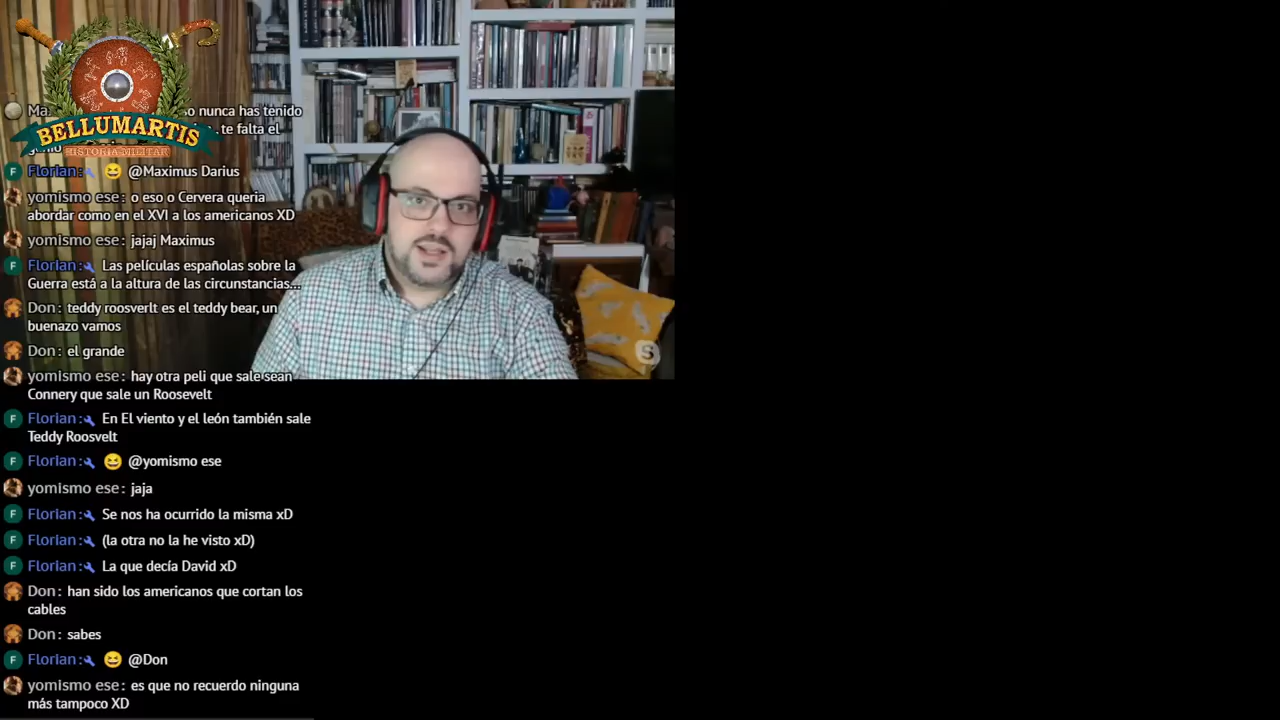 BELLUMARTIS
HISTORIA MILITAR
o nunca has tenido
te falta el
Florian: 😆 @Maximus Darius
yomismo ese: o eso o Cervera queria
abordar como en el XVI a los americanos XD
yomismo ese: jajaj Maximus
Florian: Las películas españolas sobre la
Guerra está a la altura de las circunstancias...
Don: teddy roosverlt es el teddy bear, un
buenazo vamos
Don: el grande
yomismo ese: hay otra peli que sale sean
Connery que sale un Roosevelt
Florian: En El viento y el león también sale
Teddy Roosvelt
Florian: 😆 @yomismo ese
yomismo ese: jaja
Florian: Se nos ha ocurrido la misma xD
Florian: (la otra no la he visto xD)
Florian: La que decía David xD
Don: han sido los americanos que cortan los
cables
Don: sabes
Florian: 😆 @Don
yomismo ese: es que no recuerdo ninguna
más tampoco XD